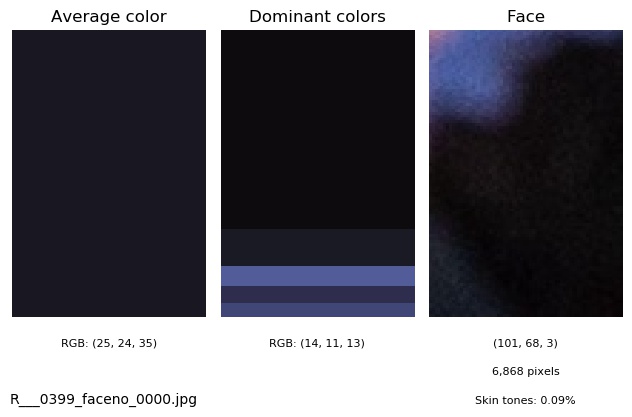 Average color
Dominant colors
Face
RGB: (25, 24, 35)
RGB: (14, 11, 13)
(101, 68, 3)
6,868 pixels
R___0399_faceno_0000.jpg
Skin tones: 0.09%